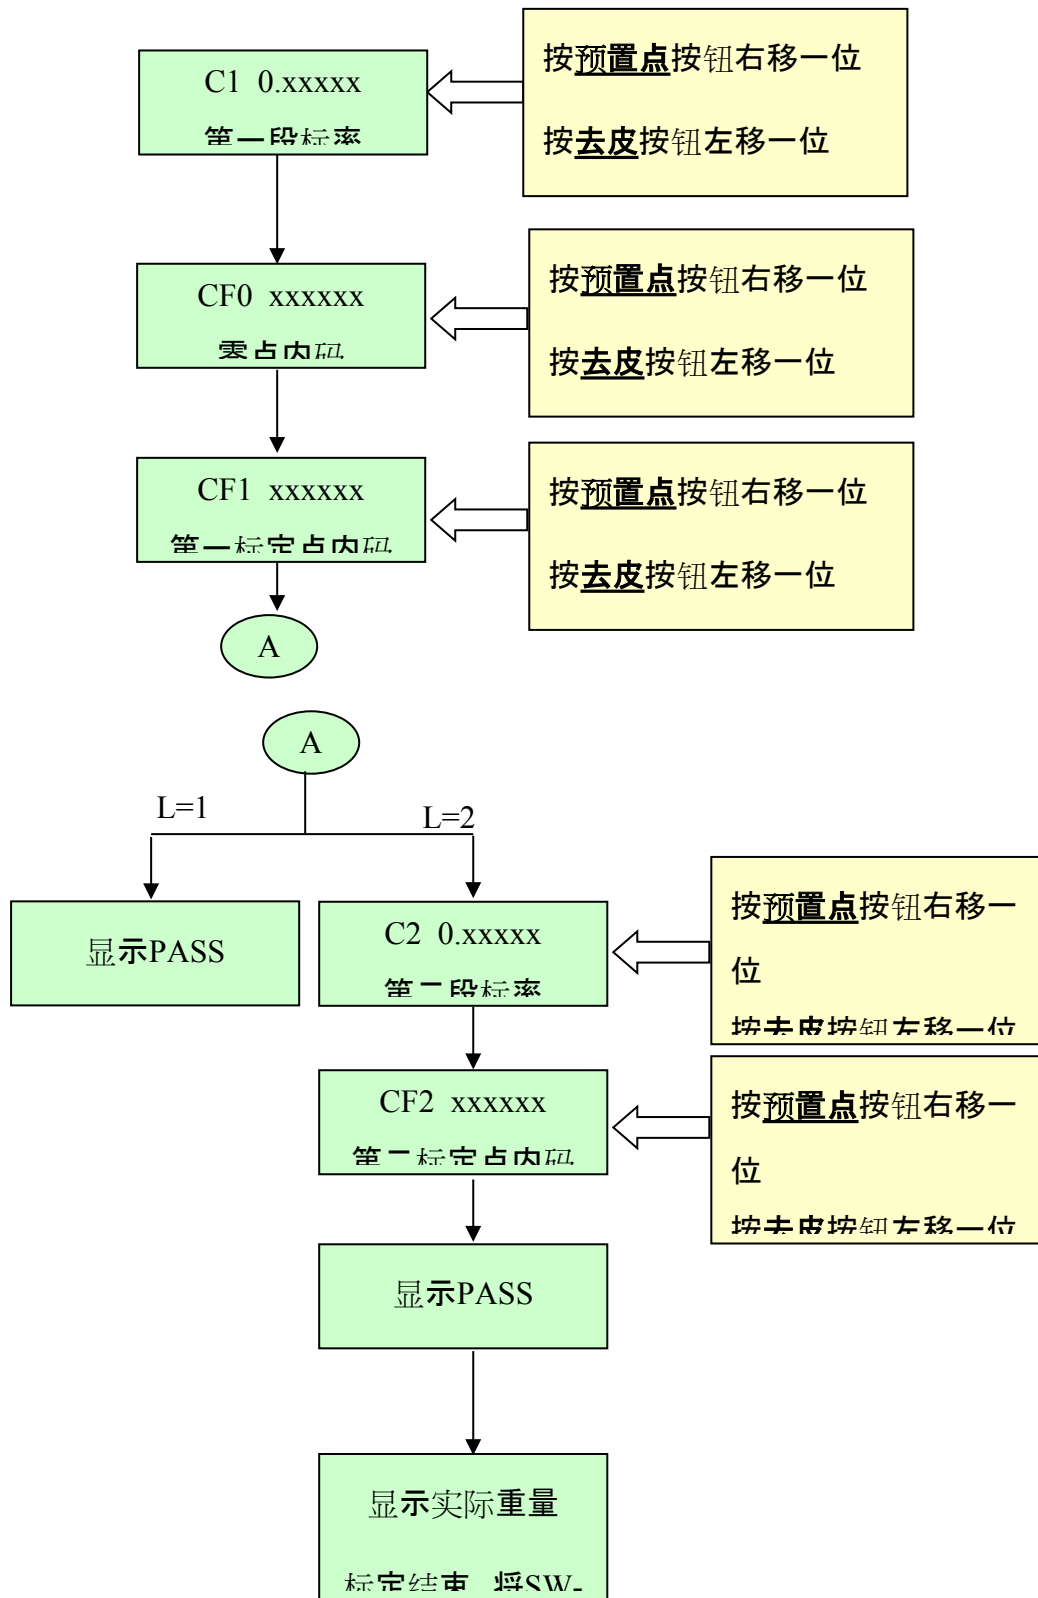 C1 0.xxxxx
第一段标率
按预置点按钮右移一位
按去皮按钮左移一位
CF0 xxxxxx
零点内码
按预置点按钮右移一位
按去皮按钮左移一位
CF1 xxxxxx
第一标定点内码
按预置点按钮右移一位
按去皮按钮左移一位
A
A
L=1
L=2
显示PASS
C2 0.xxxxx
第二段标率
按预置点按钮右移一
位
按去皮按钮左移一位
CF2 xxxxxx
第二标定点内码
按预置点按钮右移一
位
按去皮按钮左移一位
显示PASS
显示实际重量
标定结束 将SW-